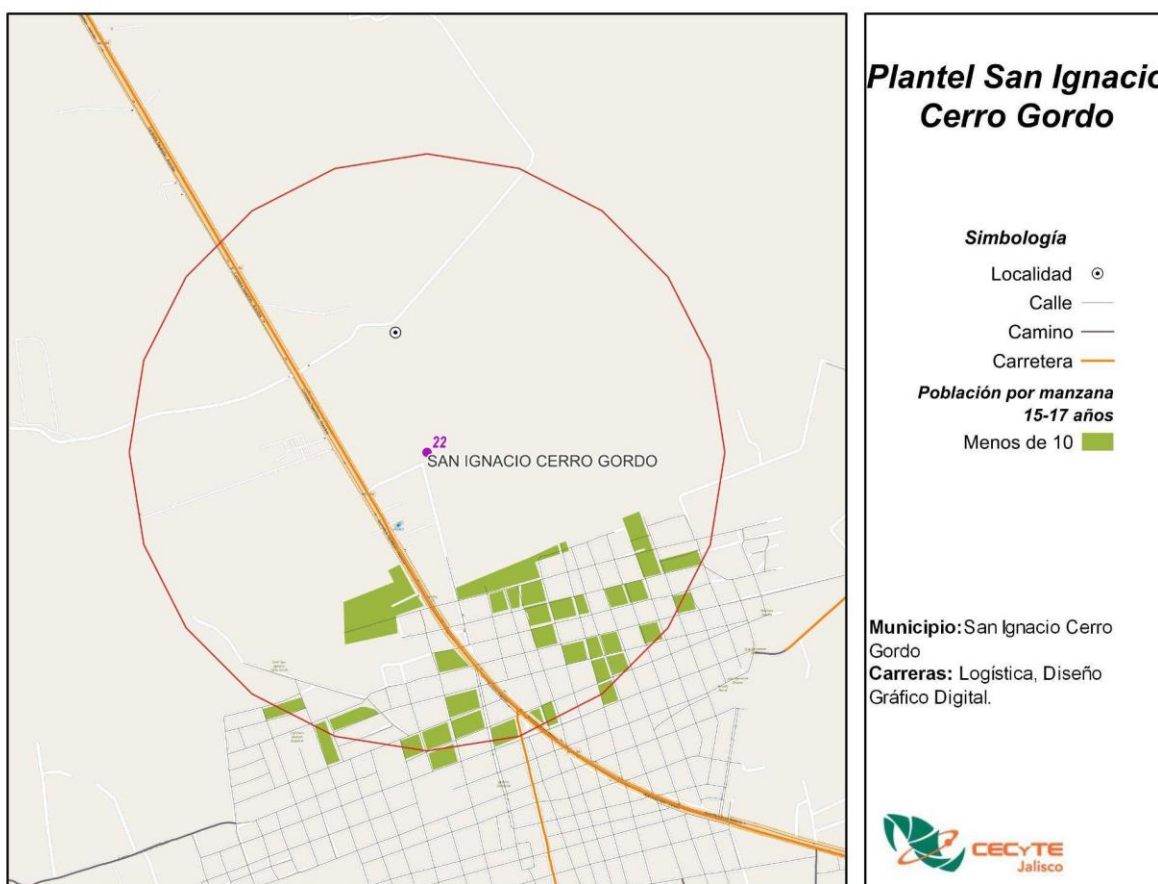 Plantel San Ignacio
Cerro Gordo
Simbología
Localidad
Calle
Camino
Carretera
Población por manzana
15-17 años
Menos de 10
22
SAN IGNACIO CERRO GORDO
Municipio:San Ignacio Cerro
Gordo
Carreras: Logística, Diseño
Gráfico Digital.
CECyTE
Jalisco